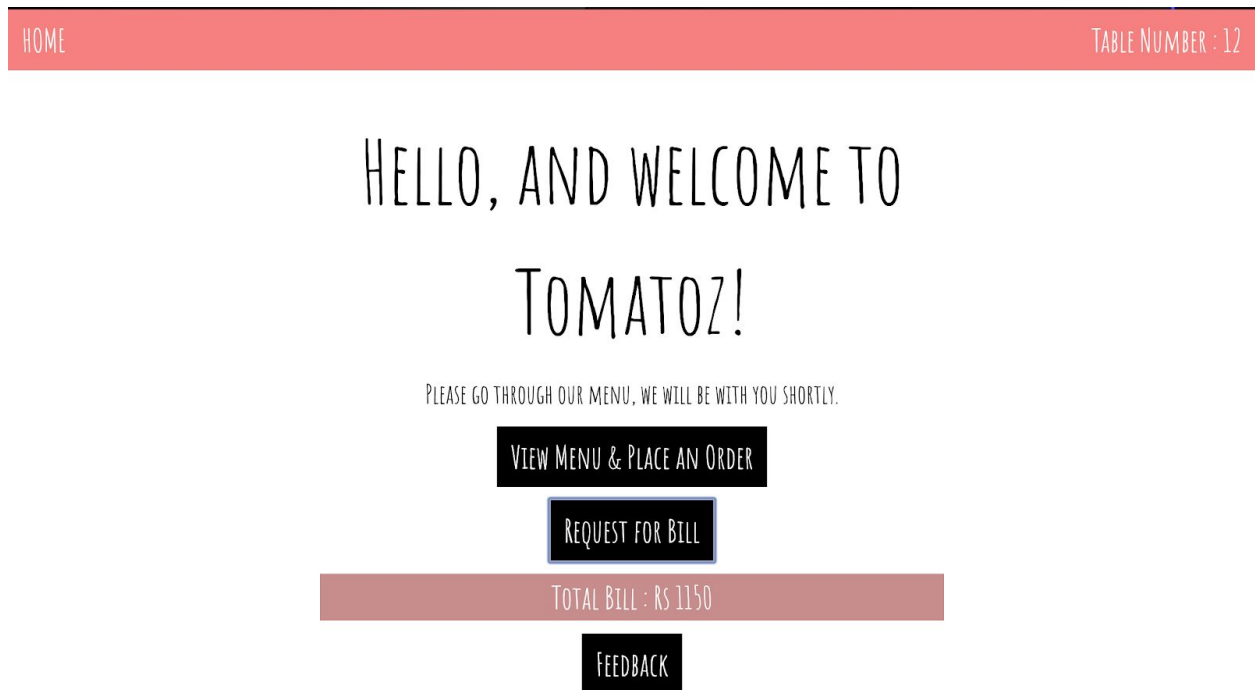 HOME
Table Number : 12
Hello, and welcome to
Tomatoz!
Please go through our menu, we will be with you shortly.
View Menu & Place an Order
Request for Bill
Total Bill : Rs 1150
Feedback